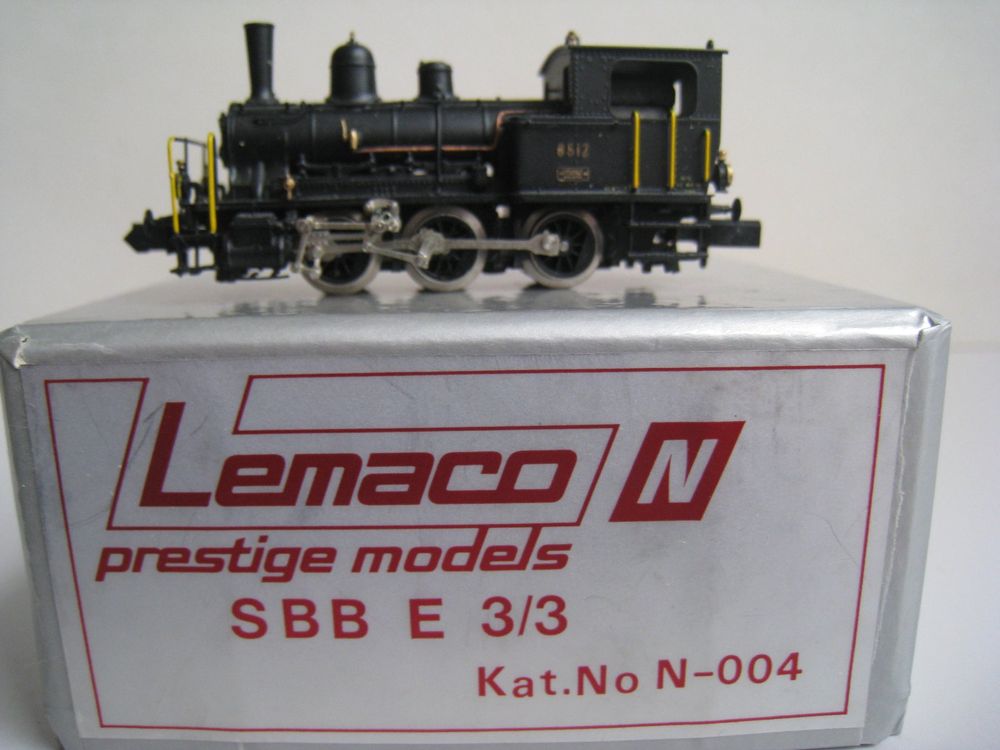 8512
Lemaco N
prestige models
SBB E 3/3
Kat.No N-004